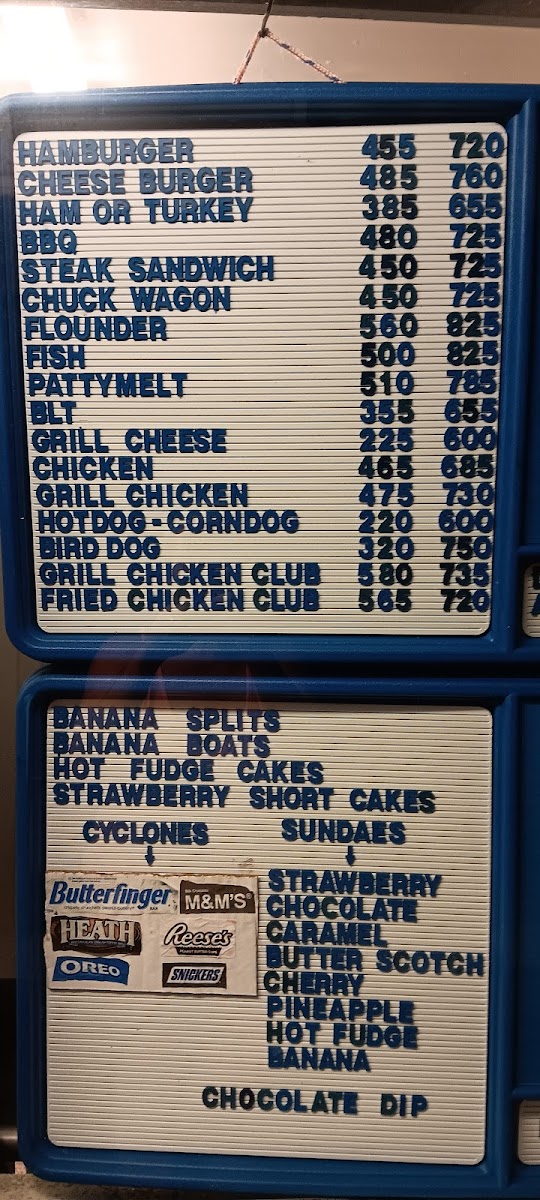 HAMBURGER 455 720
CHEESE BURGER 485 760
HAM OR TURKEY 385 655
BBQ 480 725
STEAK SANDWICH 450 725
CHUCK WAGON 450 725
FLOUNDER 560 825
FISH 500 825
PATTYMELT 510 785
BLT 355 655
GRILL CHEESE 225 600
CHICKEN 465 685
GRILL CHICKEN 475 730
HOTDOG - CORNDOG 220 600
BIRD DOG 320 750
GRILL CHICKEN CLUB 580 735
FRIED CHICKEN CLUB 565 720
BANANA SPLITS
BANANA BOATS
HOT FUDGE CAKES
STRAWBERRY SHORT CAKES
CYCLONES
Butterfinger
M&M'S
HEATH
Reese's
OREO
SNICKERS
SUNDAES
STRAWBERRY
CHOCOLATE
CARAMEL
BUTTER SCOTCH
CHERRY
PINEAPPLE
HOT FUDGE
BANANA
CHOCOLATE DIP